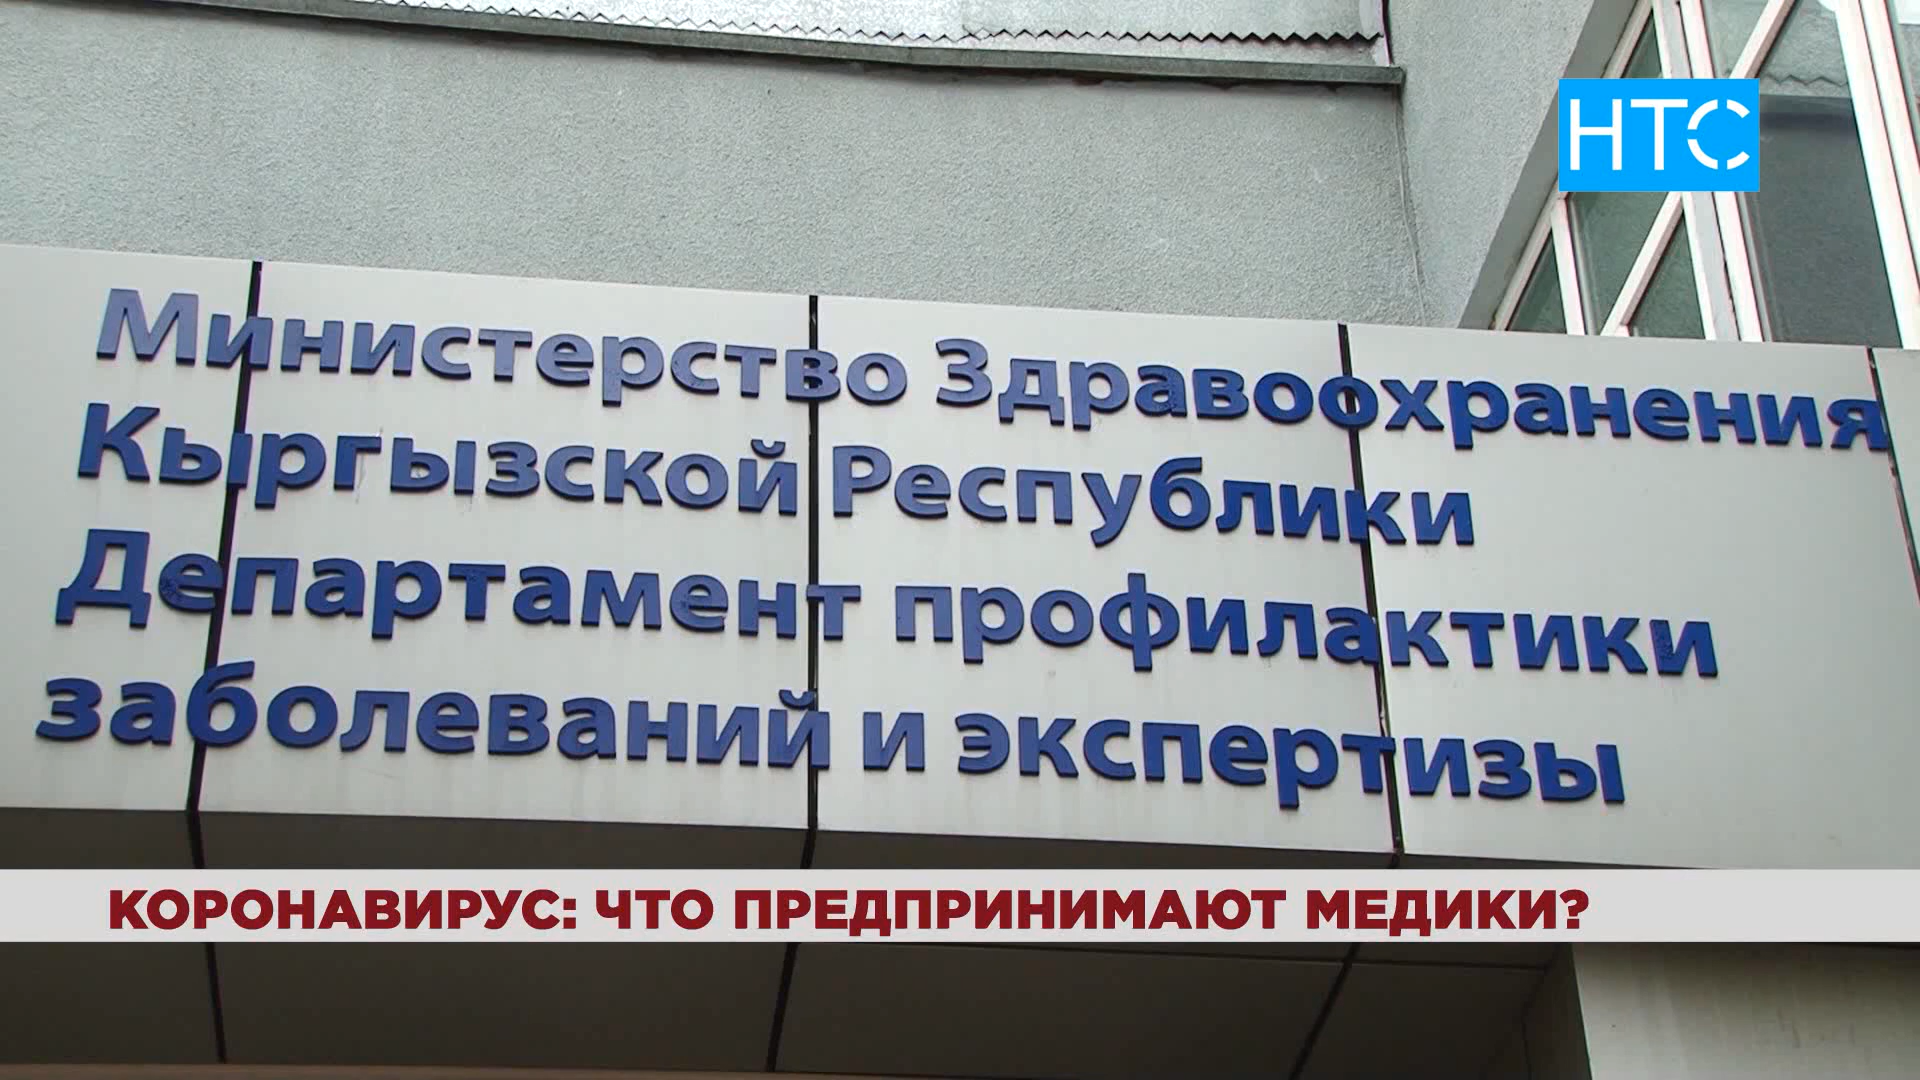 НТС
Министерство Здравоохранения
Кыргызской Республики
Департамент профилактики
заболеваний и экспертизы
КОРОНАВИРУС: ЧТО ПРЕДПРИНИМАЮТ МЕДИКИ?